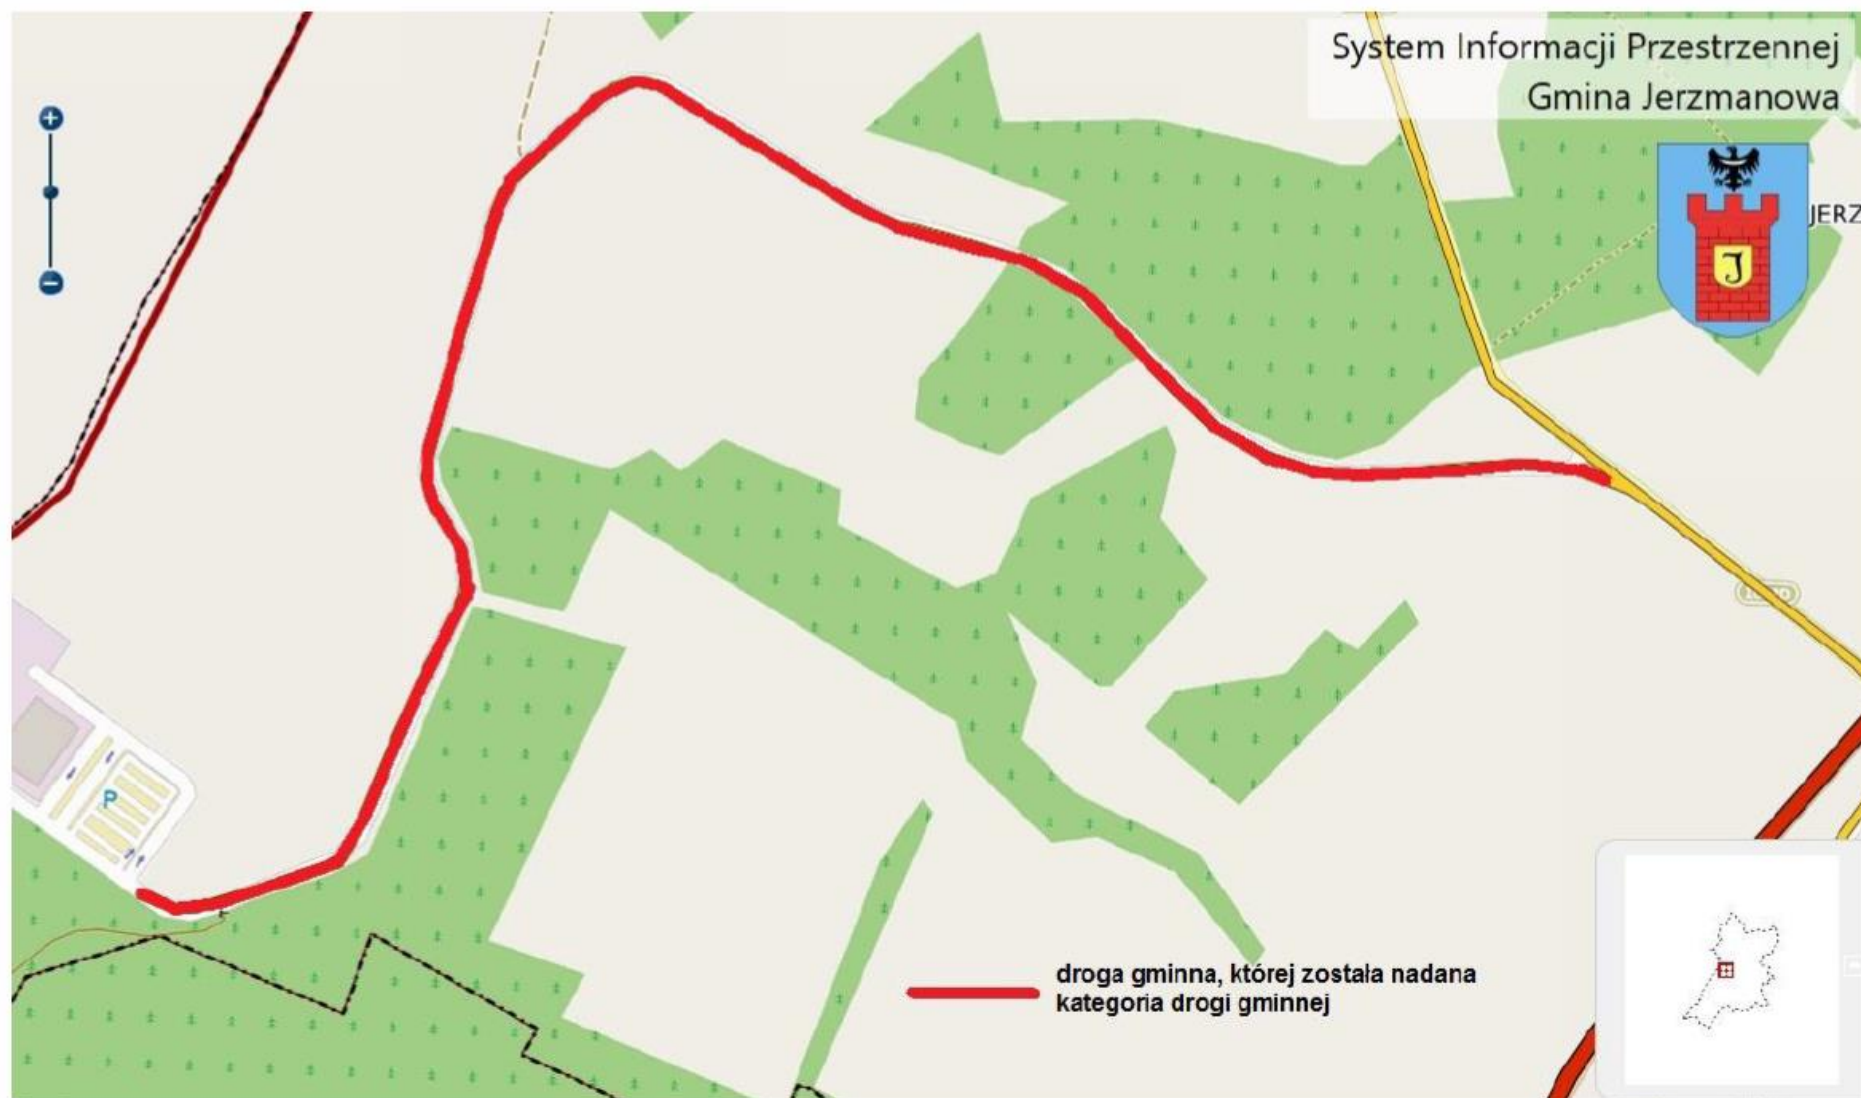 System Informacji Przestrzennej
Gmina Jerzmanowa
JERZ
J
P
droga gminna, której została nadana
kategoria drogi gminnej